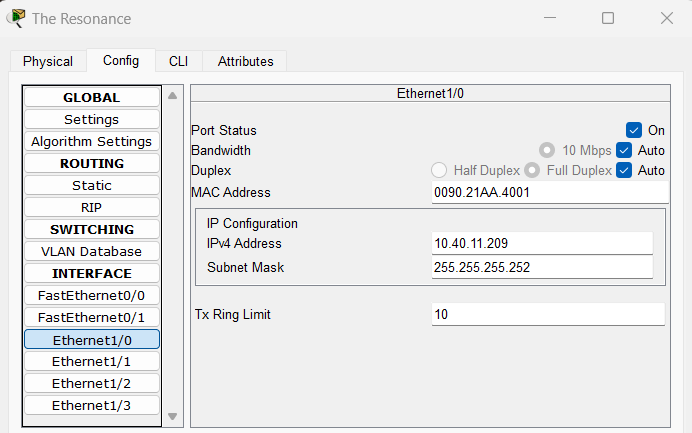 The Resonance
Physical Config CLI Attributes
GLOBAL
Settings
Algorithm Settings
ROUTING
Static
RIP
SWITCHING
VLAN Database
INTERFACE
FastEthernet0/0
FastEthernet0/1
Ethernet1/0
Ethernet1/1
Ethernet1/2
Ethernet1/3
Ethernet1/0
Port Status On
Bandwidth 10 Mbps Auto
Duplex Half Duplex Full Duplex Auto
MAC Address 0090.21AA.4001
IP Configuration
IPv4 Address 10.40.11.209
Subnet Mask 255.255.255.252
Tx Ring Limit 10